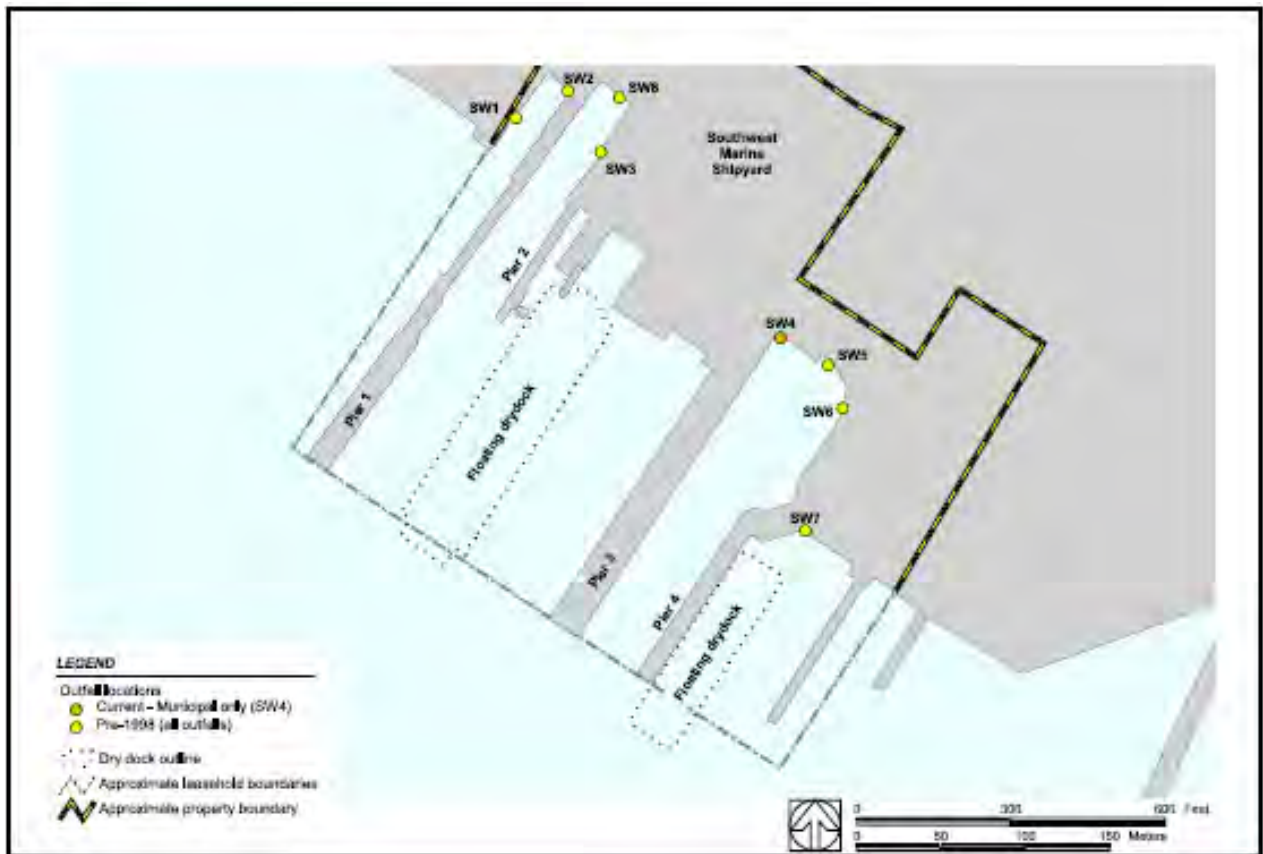 SW2
SW8
SW1
Southwest
Marine
Shipyard
SW3
Pier 2
SW4
SW5
Pier 1
SW6
Floating drydock
SW7
Pier 3
Pier 4
Floating drydock
LEGEND
Outfall locations
Current - Municipal only (SW4)
Pre-1998 (all outfalls)
Dry dock outline
Approximate leasehold boundaries
Approximate property boundary
0 300 600 Feet
0 50 100 150 Meters